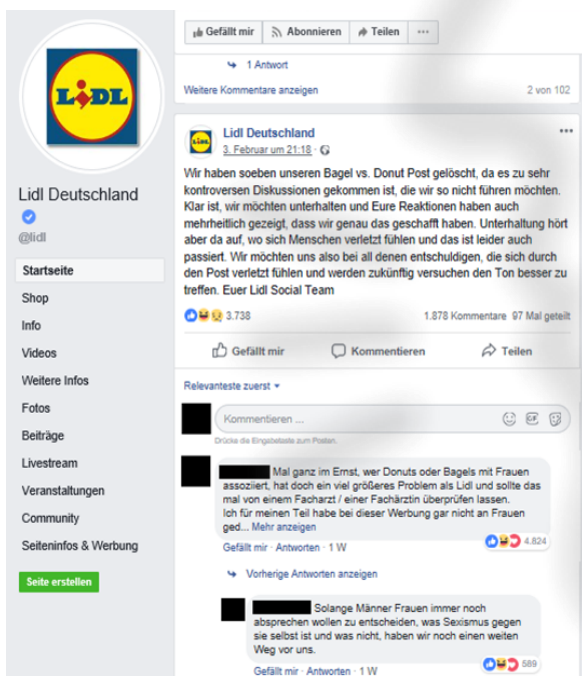 Gefällt mir Abonnieren Teilen ...
1 Antwort
Weitere Kommentare anzeigen 2 von 102
LiDL
Lidl Deutschland
@lidl
Startseite
Shop
Info
Videos
Weitere Infos
Fotos
Beiträge
Livestream
Veranstaltungen
Community
Seiteninfos & Werbung
Seite erstellen
LiDL
Lidl Deutschland
3. Februar um 21:18 ·
Wir haben soeben unseren Bagel vs. Donut Post gelöscht, da es zu sehr
kontroversen Diskussionen gekommen ist, die wir so nicht führen möchten.
Klar ist, wir möchten unterhalten und Eure Reaktionen haben auch
mehrheitlich gezeigt, dass wir genau das geschafft haben. Unterhaltung hört
aber da auf, wo sich Menschen verletzt fühlen und das ist leider auch
passiert. Wir möchten uns also bei all denen entschuldigen, die sich durch
den Post verletzt fühlen und werden zukünftig versuchen den Ton besser zu
treffen. Euer Lidl Social Team
3.738 1.878 Kommentare 97 Mal geteilt
Gefällt mir Kommentieren Teilen
Relevanteste zuerst
Kommentieren ... GIF
Drücke die Eingabetaste zum Posten.
Mal ganz im Ernst, wer Donuts oder Bagels mit Frauen
assoziiert, hat doch ein viel größeres Problem als Lidl und sollte das
mal von einem Facharzt / einer Fachärztin überprüfen lassen.
Ich für meinen Teil habe bei dieser Werbung gar nicht an Frauen
ged... Mehr anzeigen
Gefällt mir · Antworten · 1 W 4.824
Vorherige Antworten anzeigen
Solange Männer Frauen immer noch
absprechen wollen zu entscheiden, was Sexismus gegen
sie selbst ist und was nicht, haben wir noch einen weiten
Weg vor uns.
Gefällt mir · Antworten · 1 W 589